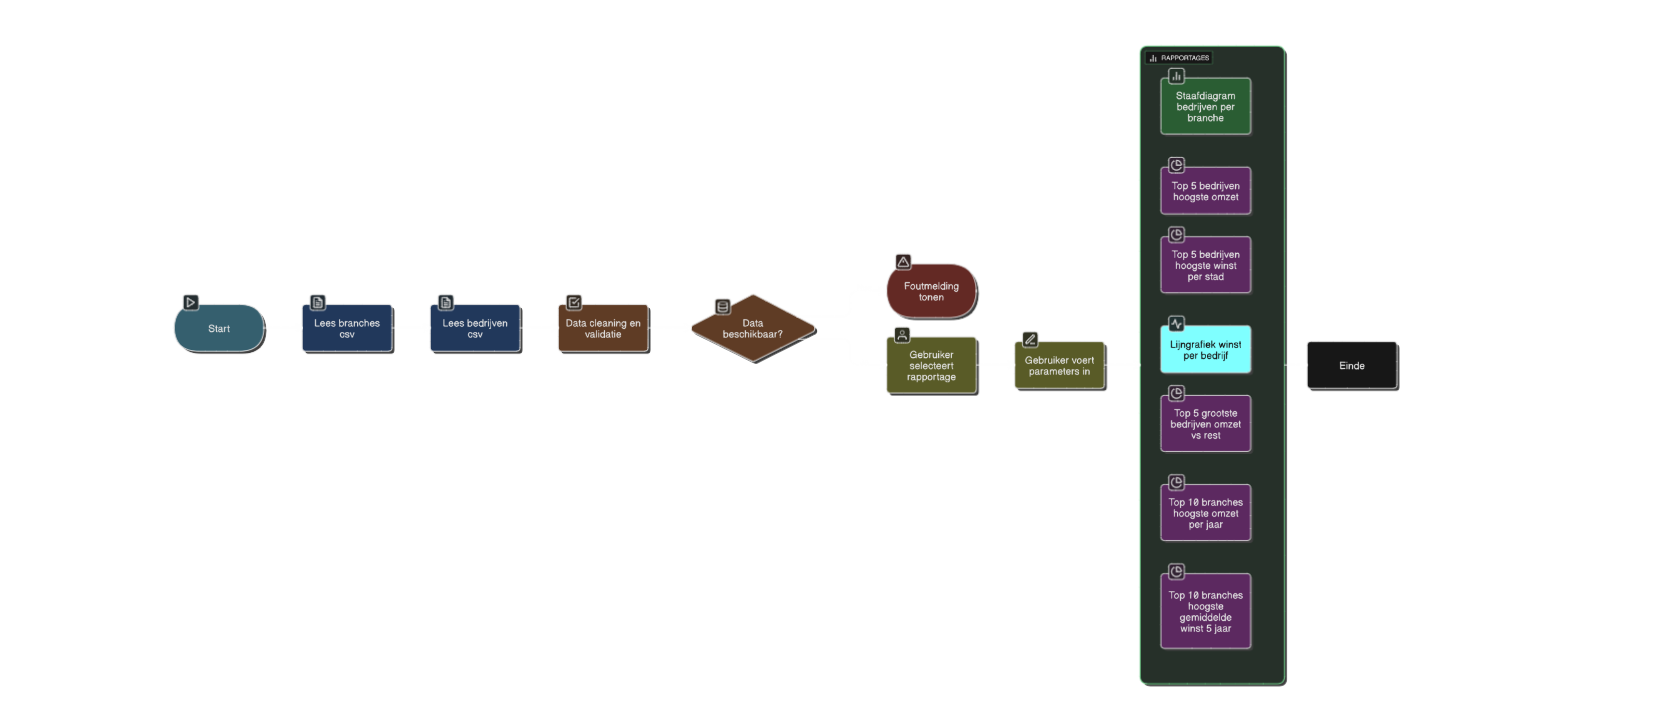 Start
Lees branches
csv
Lees bedrijven
csv
Data cleaning en
validatie
Data
beschikbaar?
Foutmelding
tonen
Gebruiker
selecteert
rapportage
Gebruiker voert
parameters in
RAPPORTAGES
Staafdiagram
bedrijven per
branche
Top 5 bedrijven
hoogste omzet
Top 5 bedrijven
hoogste winst
per stad
Lijngrafiek winst
per bedrijf
Top 5 grootste
bedrijven omzet
vs rest
Top 10 branches
hoogste omzet
per jaar
Top 10 branches
hoogste
gemiddelde
winst 5 jaar
Einde